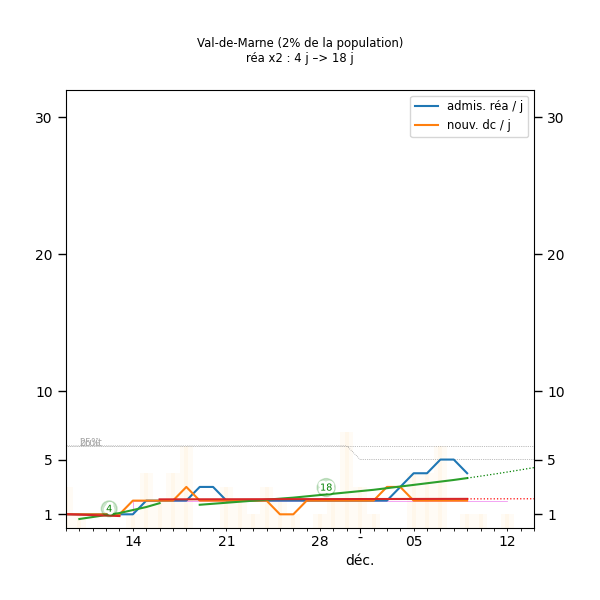 Val-de-Marne (2% de la population)
réa x2 : 4 j –> 18 j
admis. réa / j
nouv. dc / j
30 30
20 20
10 10
5 5
1 1
4
18
14 21 28 - 05 12
déc.